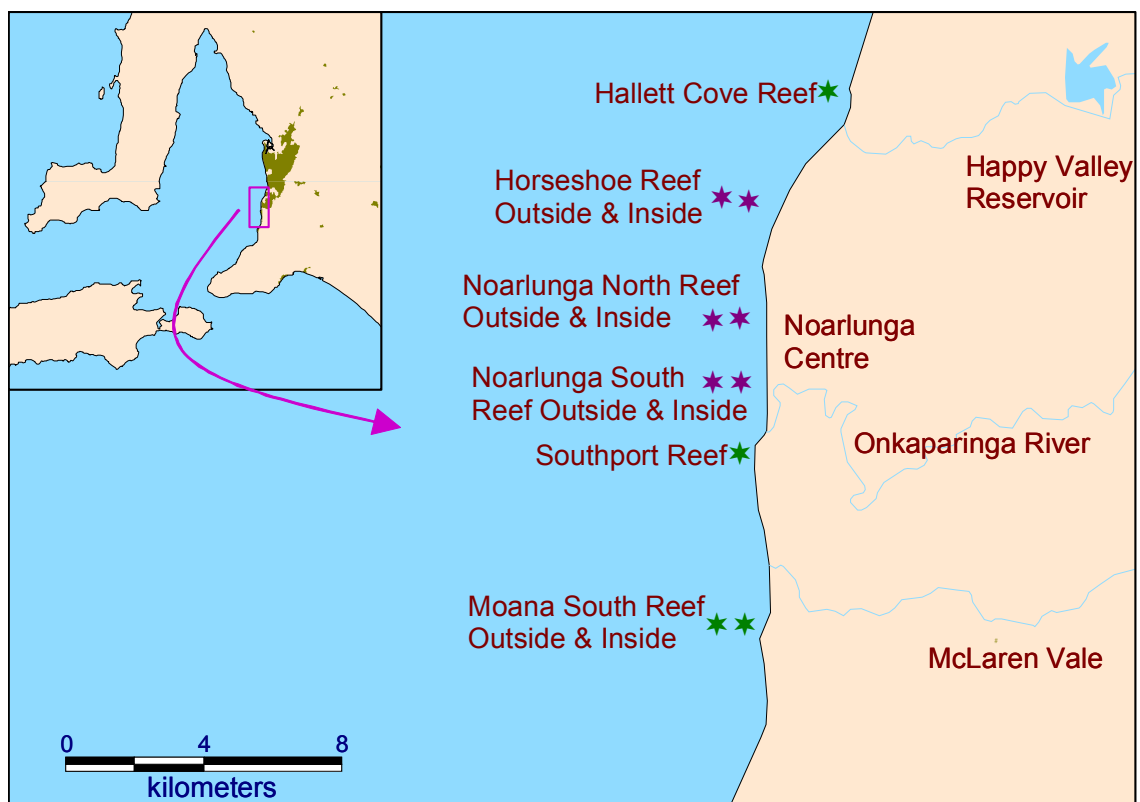 Hallett Cove Reef
Happy Valley
Reservoir
Horseshoe Reef
Outside & Inside
Noarlunga North Reef
Outside & Inside
Noarlunga
Centre
Noarlunga South
Reef Outside & Inside
Onkaparinga River
Southport Reef
Moana South Reef
Outside & Inside
McLaren Vale
0 4 8
kilometers